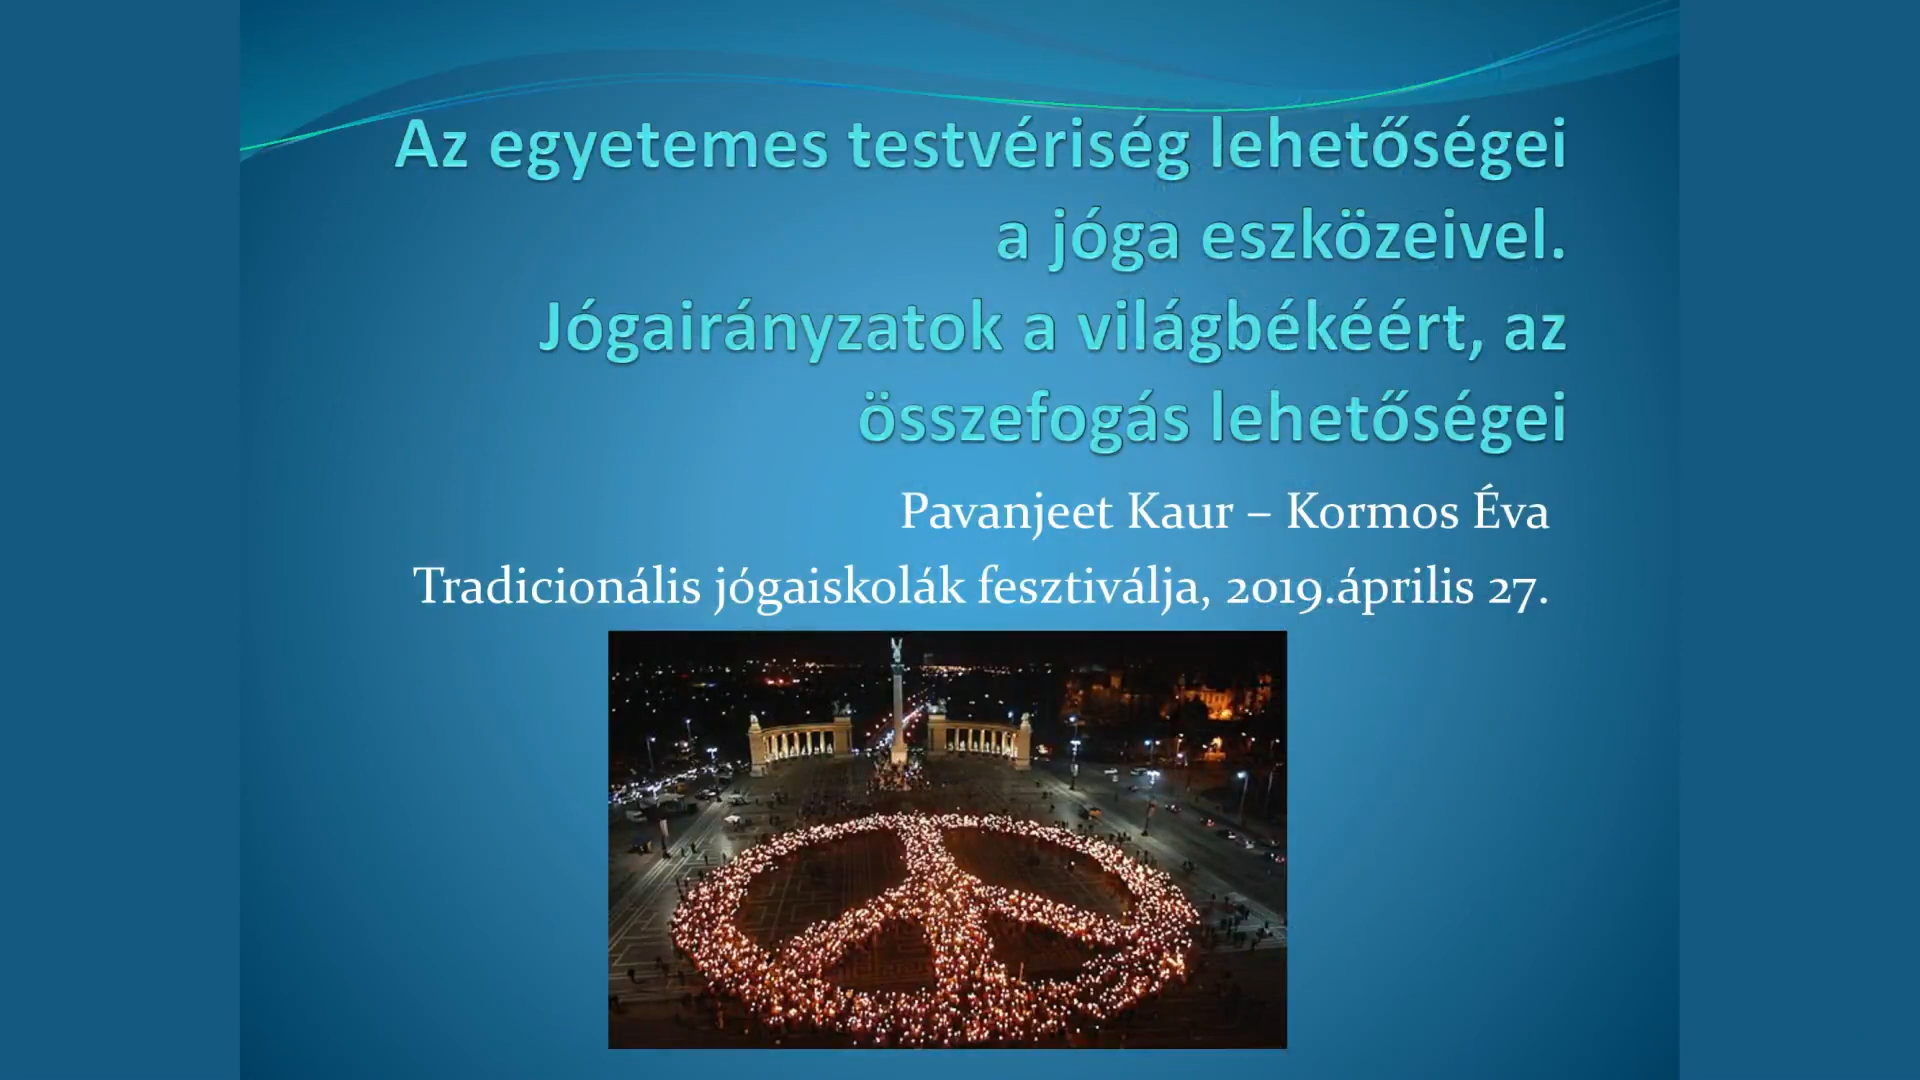 Az egyetemes testvériség lehetőségei
a jóga eszközeivel.
Jógairányzatok a világbékéért, az
összefogás lehetőségei
Pavanjeet Kaur – Kormos Éva
Tradicionális jógaiskolák fesztiválja, 2019.április 27.